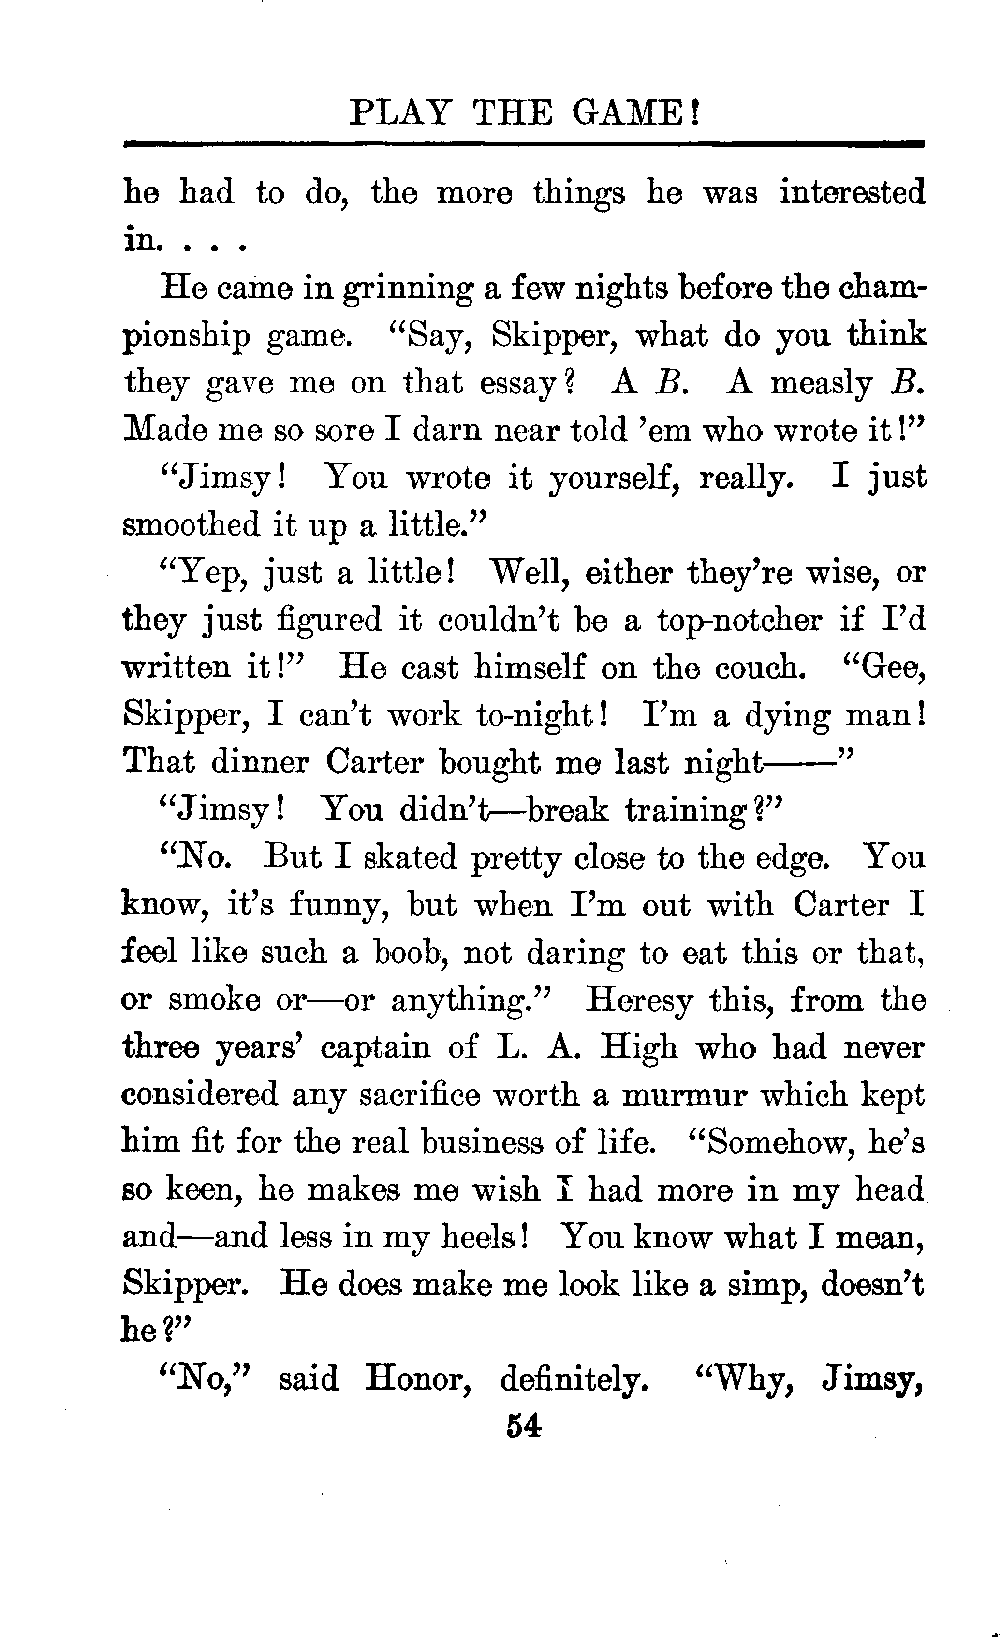 PLAY THE GAME!
he had to do, the more things he was interested
in. . . .
He came in grinning a few nights before the cham-
pionship game. “Say, Skipper, what do you think
they gave me on that essay? A B. A measly B.
Made me so sore I darn near told ’em who wrote it!”
“Jimsy! You wrote it yourself, really. I just
smoothed it up a little.”
“Yep, just a little! Well, either they’re wise, or
they just figured it couldn’t be a top-notcher if I’d
written it!” He cast himself on the couch. “Gee,
Skipper, I can’t work to-night! I’m a dying man!
That dinner Carter bought me last night——”
“Jimsy! You didn’t—break training?”
“No. But I skated pretty close to the edge. You
know, it’s funny, but when I’m out with Carter I
feel like such a boob, not daring to eat this or that,
or smoke or—or anything.” Heresy this, from the
three years’ captain of L. A. High who had never
considered any sacrifice worth a murmur which kept
him fit for the real business of life. “Somehow, he’s
so keen, he makes me wish I had more in my head
and—and less in my heels! You know what I mean,
Skipper. He does make me look like a simp, doesn’t
he?”
“No,” said Honor, definitely. “Why, Jimsy,
54